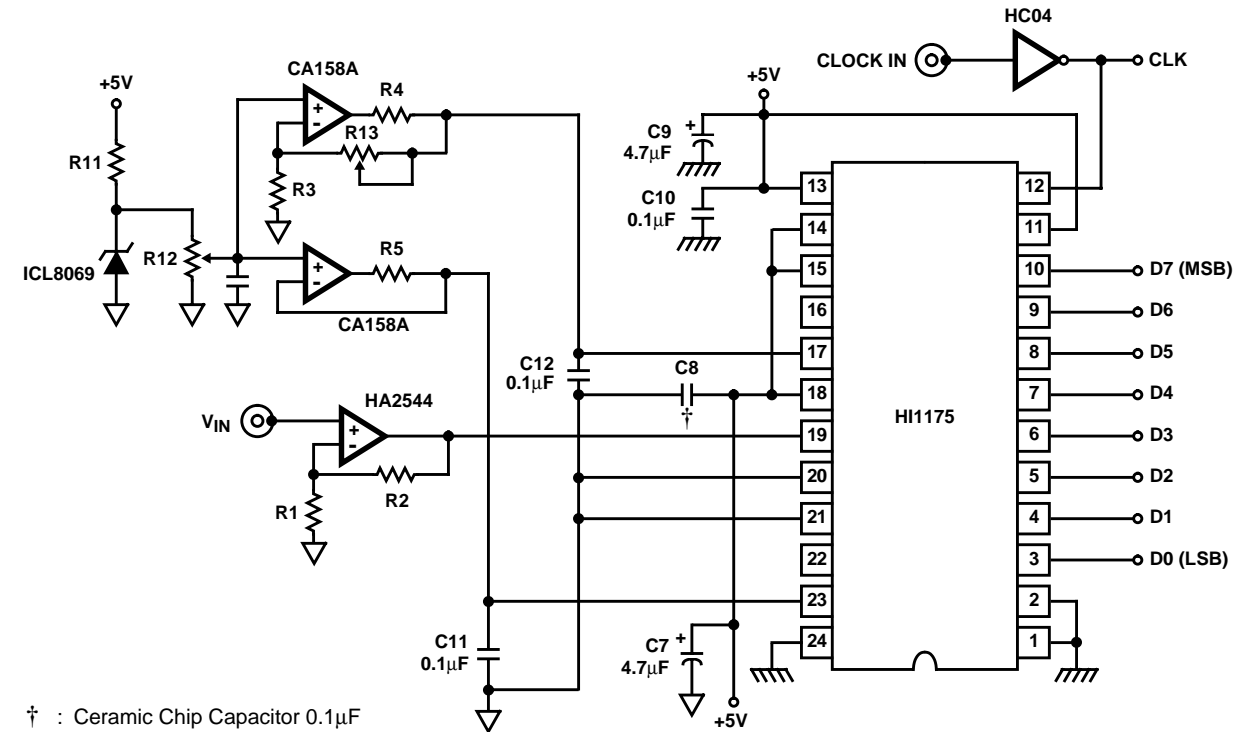 HC04
CLOCK IN
CLK
CA158A
+5V
R4
+5V
R13
C9
4.7μF
+
R11
R3
C10
0.1μF
13
12
14
11
ICL8069
R12
R5
15
10
D7 (MSB)
CA158A
16
9
D6
C12
0.1μF
C8
†
17
8
D5
18
7
D4
HI1175
VIN
HA2544
19
6
D3
R2
20
5
D2
R1
21
4
D1
22
3
D0 (LSB)
23
2
C11
0.1μF
C7
4.7μF
+
24
1
+5V
+
-
+
-
+
-
† : Ceramic Chip Capacitor 0.1μF